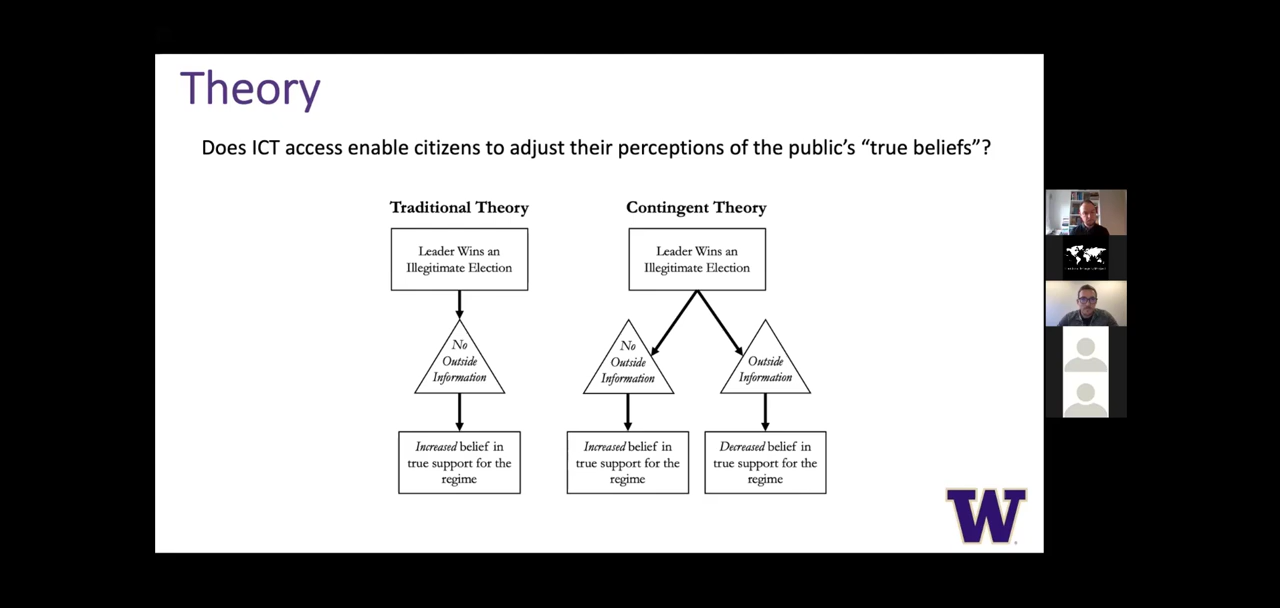 Theory
Does ICT access enable citizens to adjust their perceptions of the public's “true beliefs”?
Traditional Theory
Leader Wins an
Illegitimate Election
No
Outside
Information
Increased belief in
true support for the
regime
Contingent Theory
Leader Wins an
Illegitimate Election
No
Outside
Information
Outside
Information
Increased belief in
true support for the
regime
Decreased belief in
true support for the
regime
W